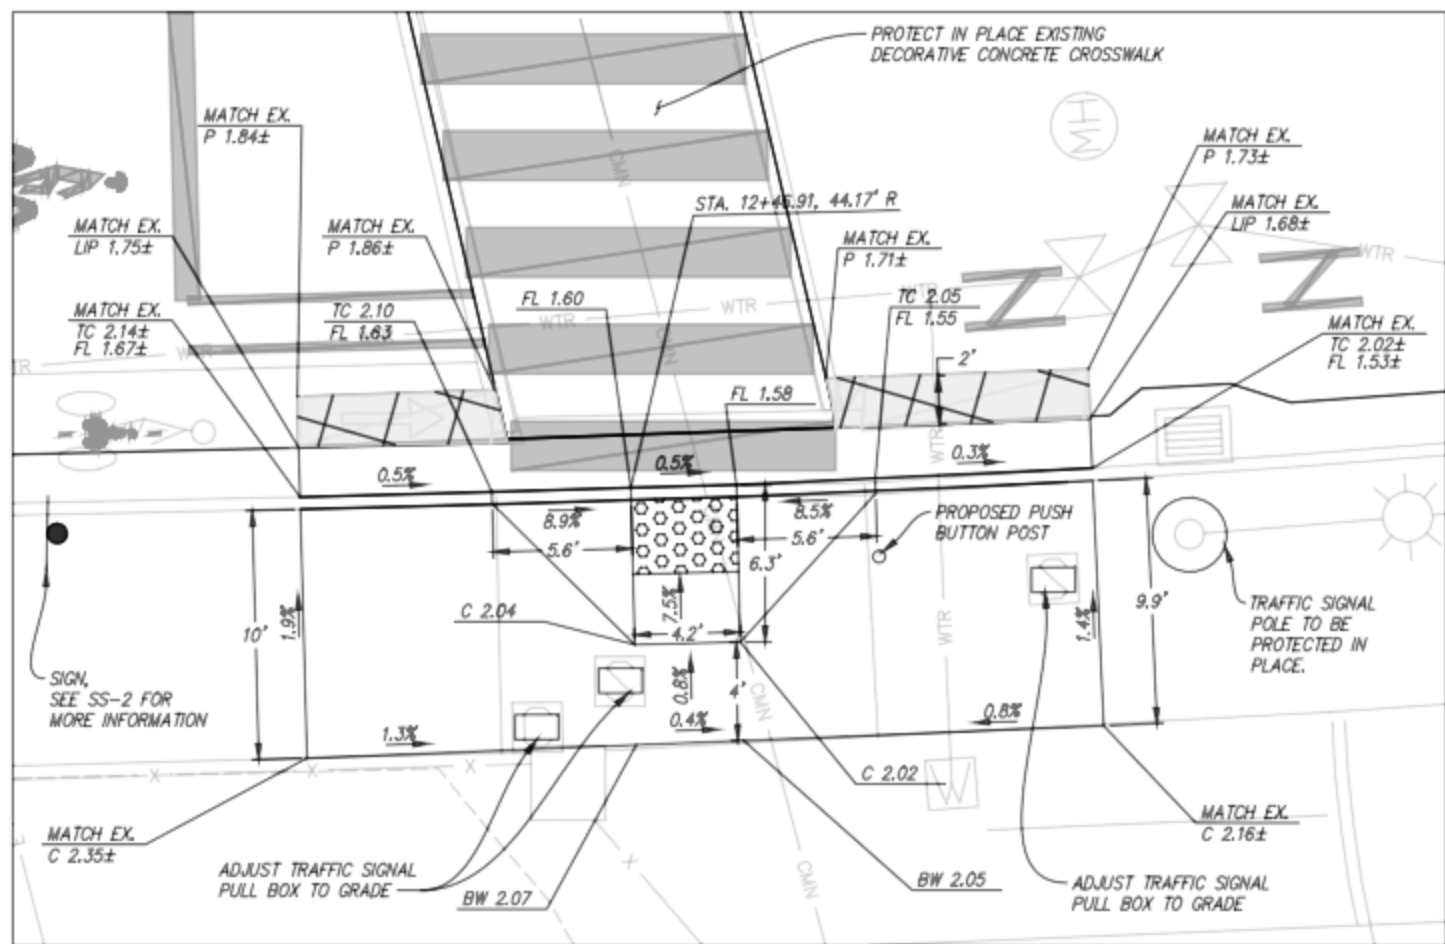 PROTECT IN PLACE EXISTING
DECORATIVE CONCRETE CROSSWALK
MH
MATCH EX.
P 1.84±
MATCH EX.
P 1.73±
CMN
STA. 12+46.91, 44.17' R
MATCH EX.
LIP 1.75±
MATCH EX.
P 1.86±
MATCH EX.
P 1.71±
MATCH EX.
LIP 1.68±
WTR
MATCH EX.
TC 2.14±
FL 1.67±
TC 2.10
FL 1.63
FL 1.60
WTR
WTR
WTR
TC 2.05
FL 1.55
MATCH EX.
TC 2.02±
FL 1.53±
WTR
TR
CMN
2'
FL 1.58
WTR
0.5%
0.5%
0.3%
8.9%
8.5%
5.6'
5.6'
6.3'
PROPOSED PUSH
BUTTON POST
10'
1.9%
C 2.04
7.5%
4.2'
WTR
1.4%
9.9'
TRAFFIC SIGNAL
POLE TO BE
PROTECTED IN
PLACE.
SIGN,
SEE SS-2 FOR
MORE INFORMATION
0.8%
4'
CMN
1.3%
0.4%
0.8%
X
X
X
C 2.02
W
MATCH EX.
C 2.35±
MATCH EX.
C 2.16±
ADJUST TRAFFIC SIGNAL
PULL BOX TO GRADE
X
CMN
BW 2.07
BW 2.05
ADJUST TRAFFIC SIGNAL
PULL BOX TO GRADE